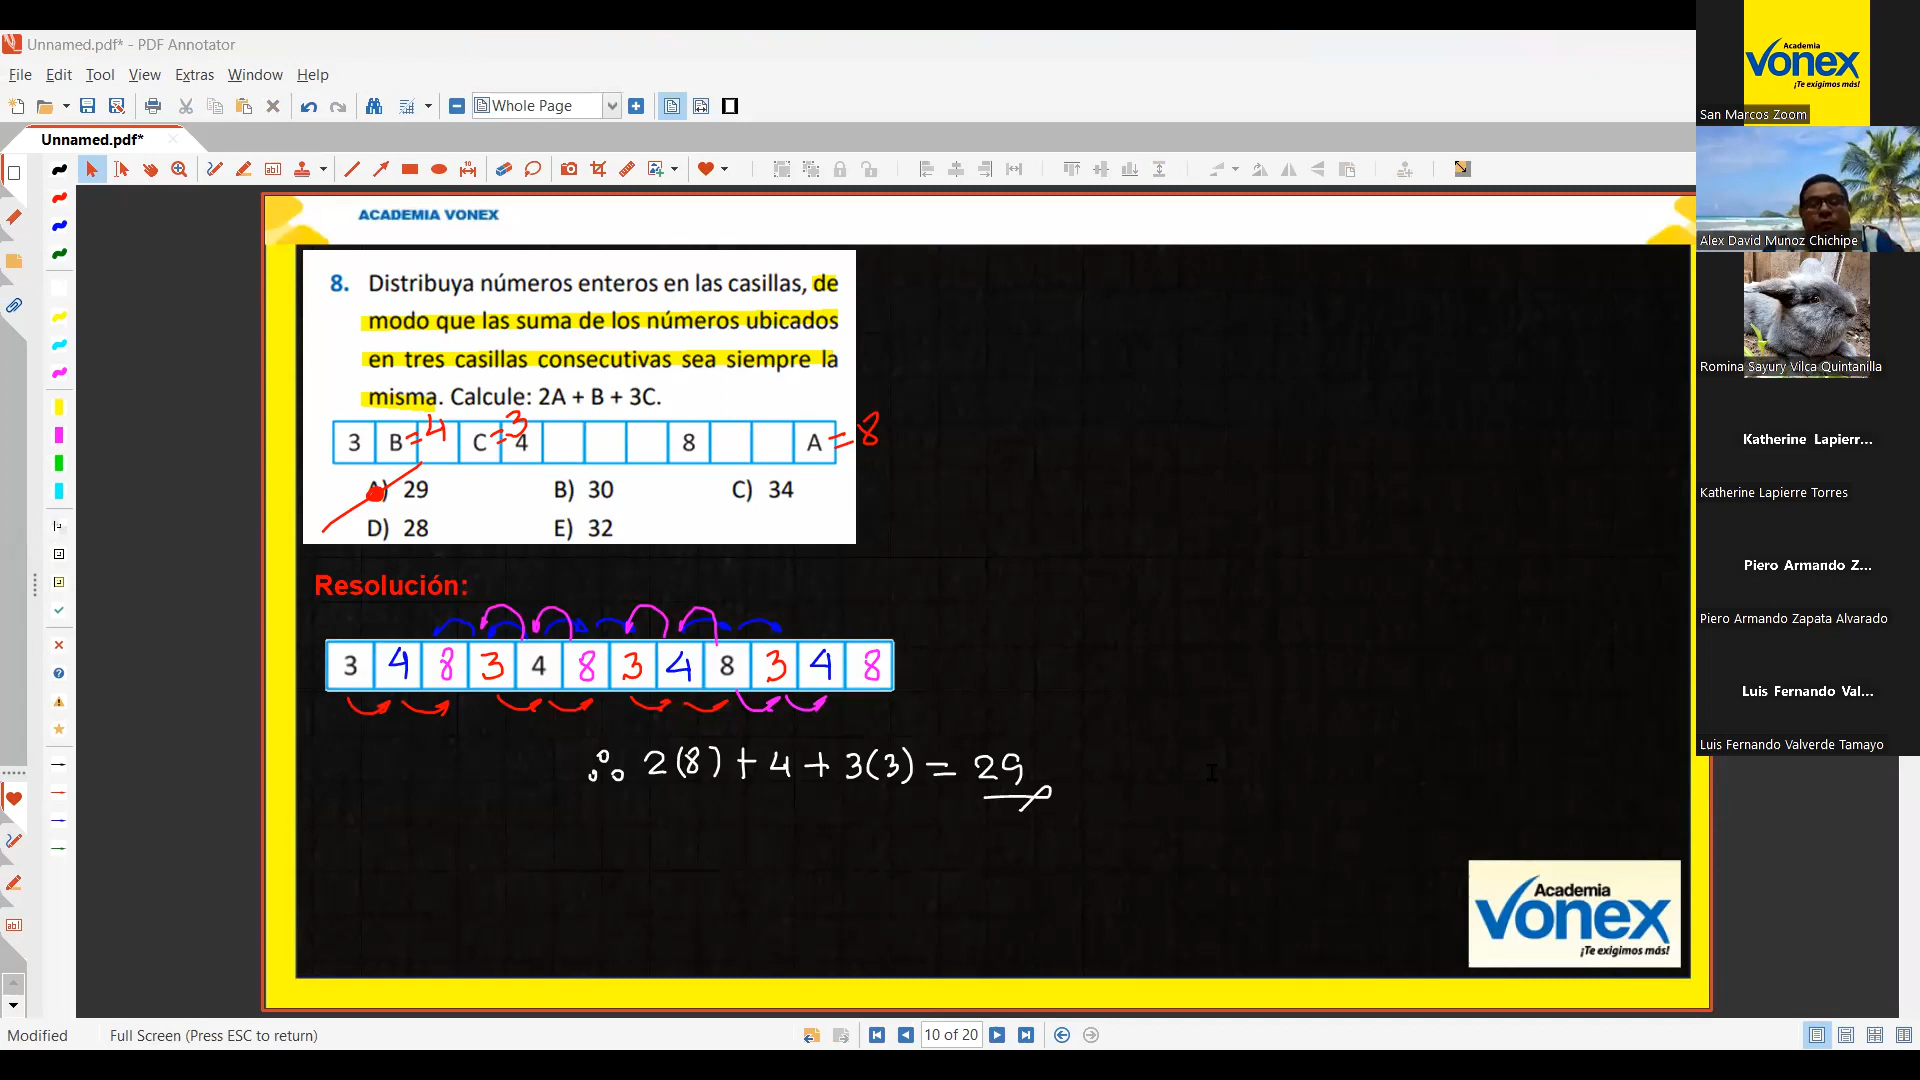 Unnamed.pdf* - PDF Annotator
File Edit Tool View Extras Window Help
Whole Page
Unnamed.pdf*
ACADEMIA VONEX
8. Distribuya números enteros en las casillas, de
modo que las suma de los números ubicados
en tres casillas consecutivas sea siempre la
misma. Calcule: 2A + B + 3C.
3 B =4 C =3 4 8 A =8
A) 29 B) 30 C) 34
D) 28 E) 32
Resolución:
3 4 8 3 4 8 3 4 8 3 4 8
∴ 2(8) + 4 + 3(3) = 29
Academia
Vonex
¡Te exigimos más!
Modified Full Screen (Press ESC to return) 10 of 20
Academia
Vonex
¡Te exigimos más!
San Marcos Zoom
Alex David Munoz Chichipe
Romina Sayury Vilca Quintanilla
Katherine Lapierr...
Katherine Lapierre Torres
Piero Armando Z...
Piero Armando Zapata Alvarado
Luis Fernando Val...
Luis Fernando Valverde Tamayo